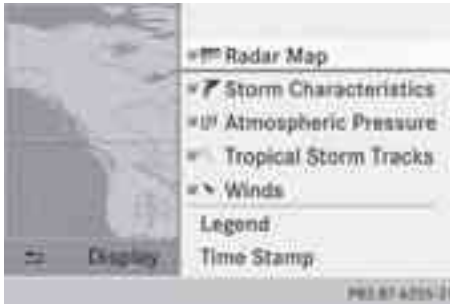 Radar Map
Storm Characteristics
Atmospheric Pressure
Tropical Storm Tracks
Winds
Legend
Display Time Stamp